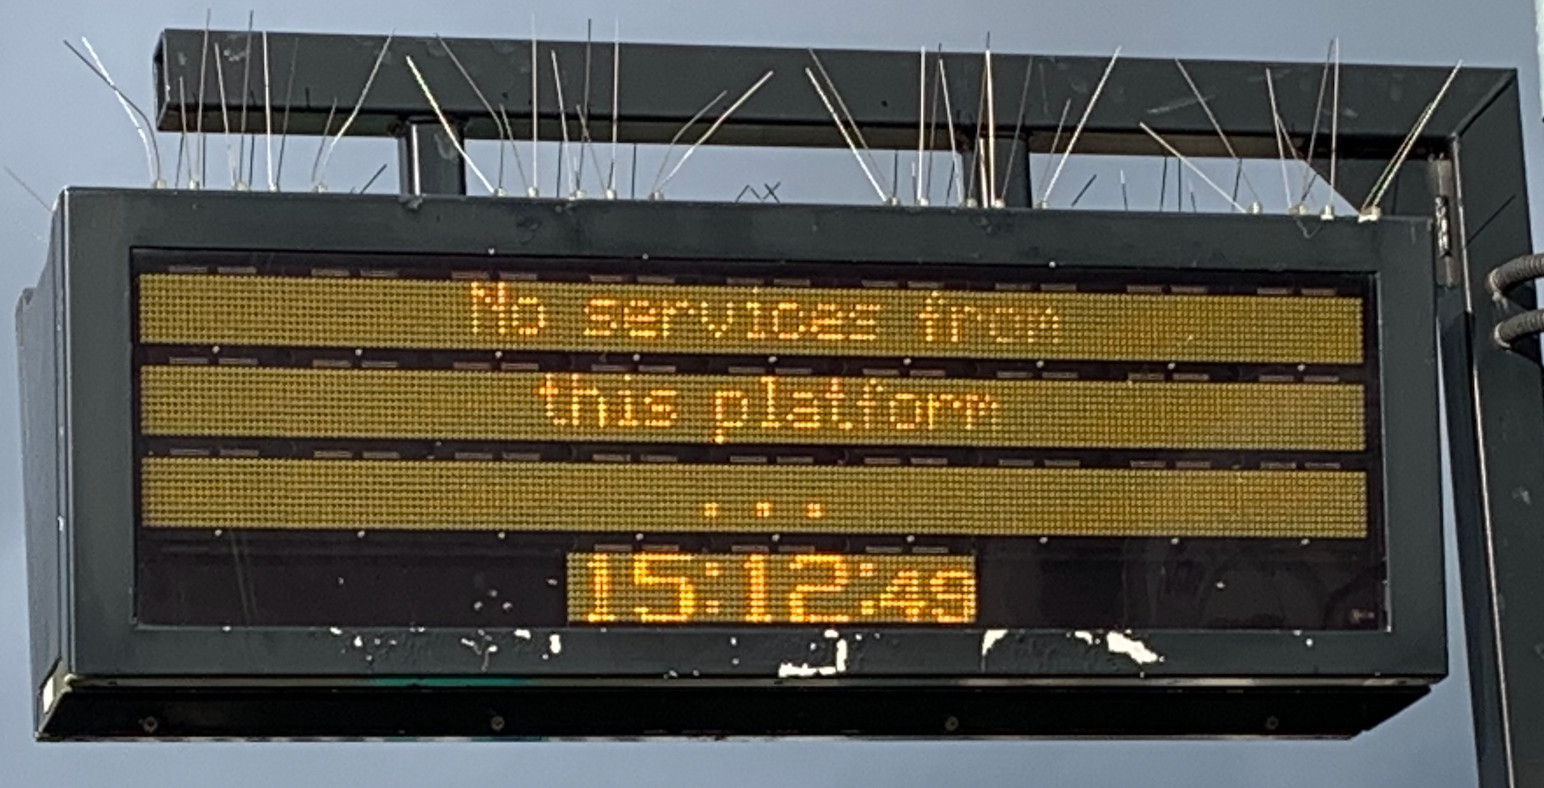 No services from
this platform
...
15:12:49